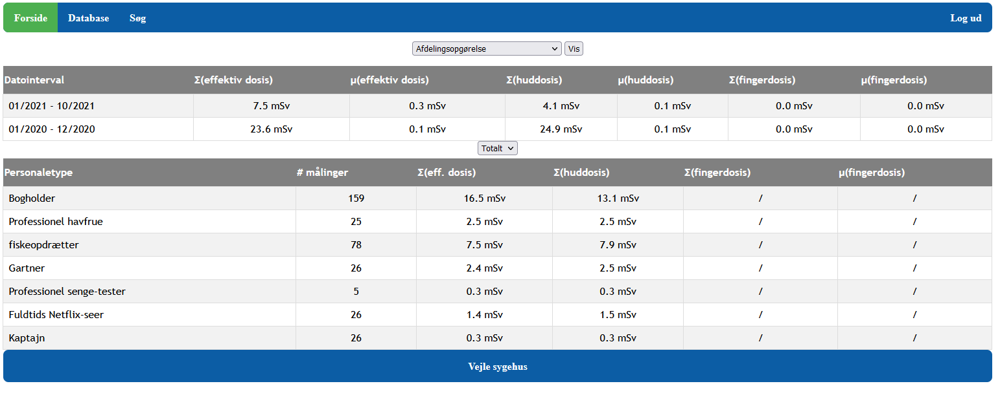 Forside Database Søg Log ud
Afdelingsopgørelse Vis
Datointerval Σ(effektiv dosis) μ(effektiv dosis) Σ(huddosis) μ(huddosis) Σ(fingerdosis) μ(fingerdosis)
01/2021 - 10/2021 7.5 mSv 0.3 mSv 4.1 mSv 0.1 mSv 0.0 mSv 0.0 mSv
01/2020 - 12/2020 23.6 mSv 0.1 mSv 24.9 mSv 0.1 mSv 0.0 mSv 0.0 mSv
Totalt
Personaletype # målinger Σ(eff. dosis) Σ(huddosis) Σ(fingerdosis) μ(fingerdosis)
Bogholder 159 16.5 mSv 13.1 mSv / /
Professionel havfrue 25 2.5 mSv 2.5 mSv / /
fiskeopdrætter 78 7.5 mSv 7.9 mSv / /
Gartner 26 2.4 mSv 2.5 mSv / /
Professionel senge-tester 5 0.3 mSv 0.3 mSv / /
Fuldtids Netflix-seer 26 1.4 mSv 1.5 mSv / /
Kaptajn 26 0.3 mSv 0.3 mSv / /
Vejle sygehus